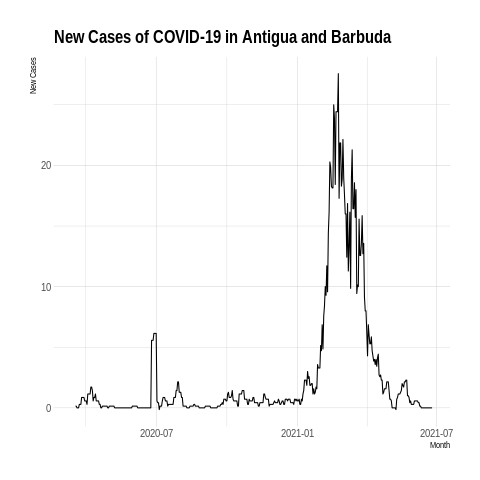 New Cases of COVID-19 in Antigua and Barbuda
New Cases
20
10
0
2020-07
2021-01
2021-07
Month